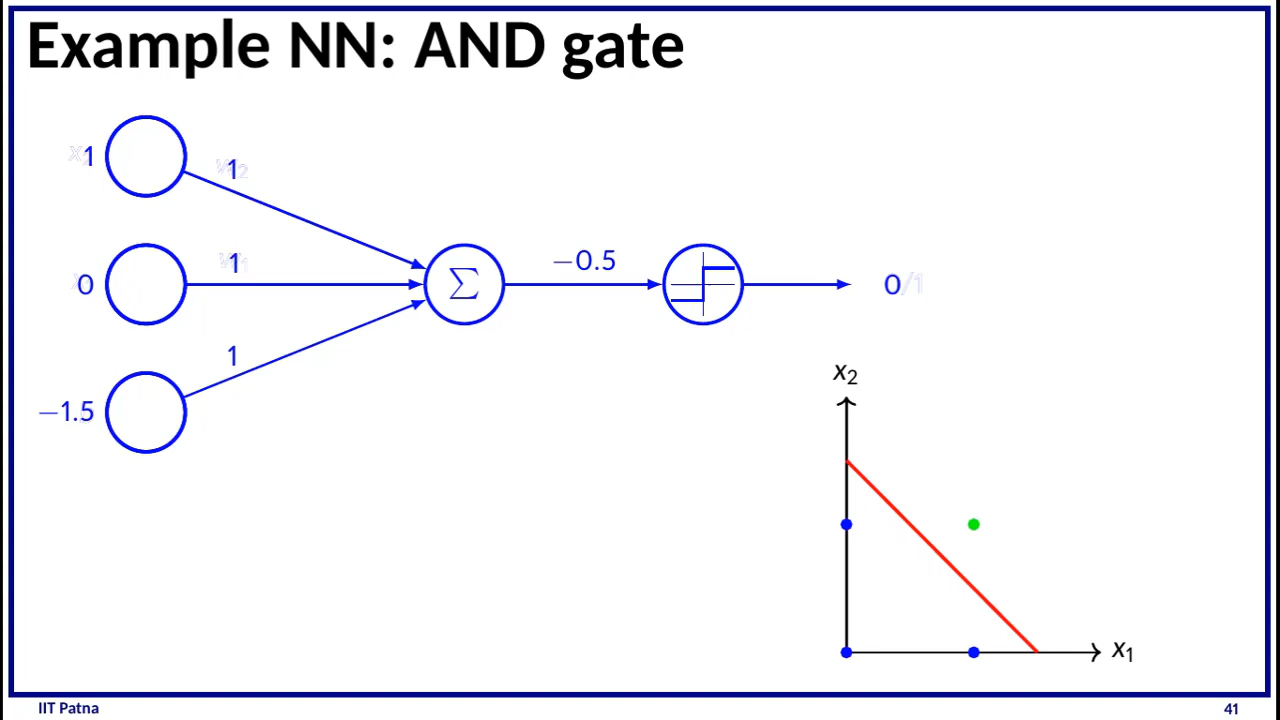 Example NN: AND gate
1
1
0
1
∑
−0.5
0/1
1
−1.5
x₂
x₁
IIT Patna
41